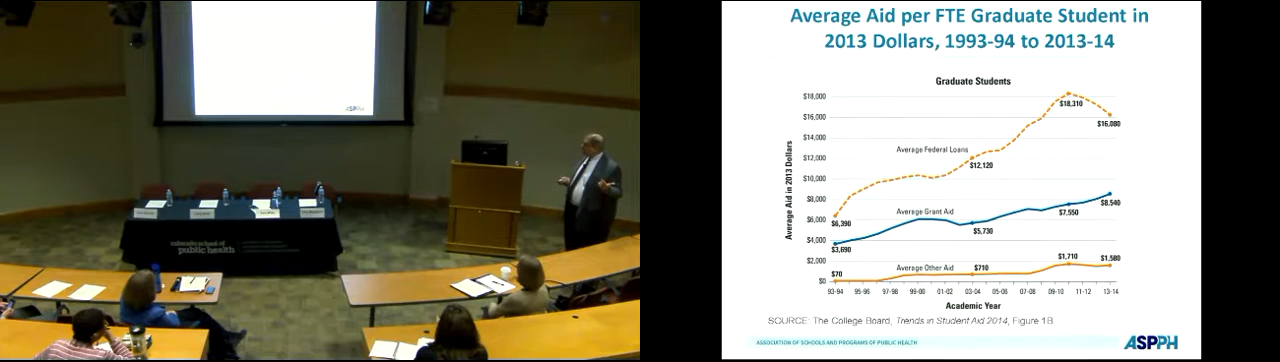 ASPPH
colorado school of
public health
Average Aid per FTE Graduate Student in
2013 Dollars, 1993-94 to 2013-14
Graduate Students
Average Aid in 2013 Dollars
$18,000
$16,000
$14,000
$12,000
$10,000
$8,000
$6,000
$4,000
$2,000
$0
Average Federal Loans
$6,390
$12,120
$18,310
$16,080
Average Grant Aid
$3,690
$5,730
$7,550
$8,540
Average Other Aid
$70
$710
$1,710
$1,580
93-94 95-96 97-98 99-00 01-02 03-04 05-06 07-08 09-10 11-12 13-14
Academic Year
SOURCE: The College Board, Trends in Student Aid 2014, Figure 1B
ASSOCIATION OF SCHOOLS AND PROGRAMS OF PUBLIC HEALTH
ASPPH